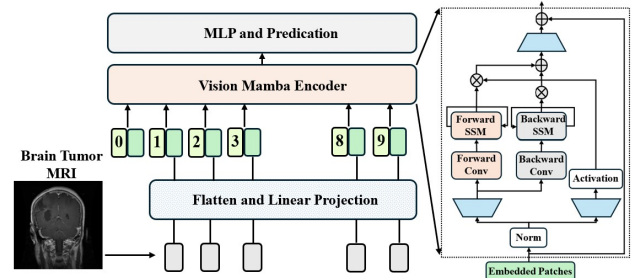 MLP and Predication
Vision Mamba Encoder
0 1 2 3 8 9
Brain Tumor
MRI
Flatten and Linear Projection
Forward
SSM
Backward
SSM
Forward
Conv
Backward
Conv
Activation
Norm
Embedded Patches